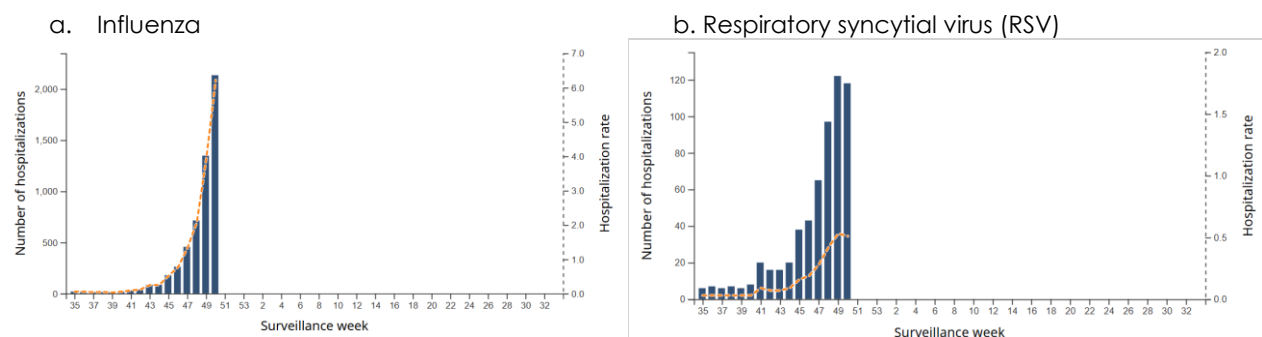 a. Influenza
b. Respiratory syncytial virus (RSV)
Number of hospitalizations
2,000
1,500
1,000
500
0
7.0
6.0
5.0
4.0
3.0
2.0
1.0
0.0
Hospitalization rate
35 37 39 41 43 45 47 49 51 53 2 4 6 8 10 12 14 16 18 20 22 24 26 28 30 32
Surveillance week
Number of hospitalizations
120
100
80
60
40
20
0
2.0
1.5
1.0
0.5
0.0
Hospitalization rate
35 37 39 41 43 45 47 49 51 53 2 4 6 8 10 12 14 16 18 20 22 24 26 28 30 32
Surveillance week